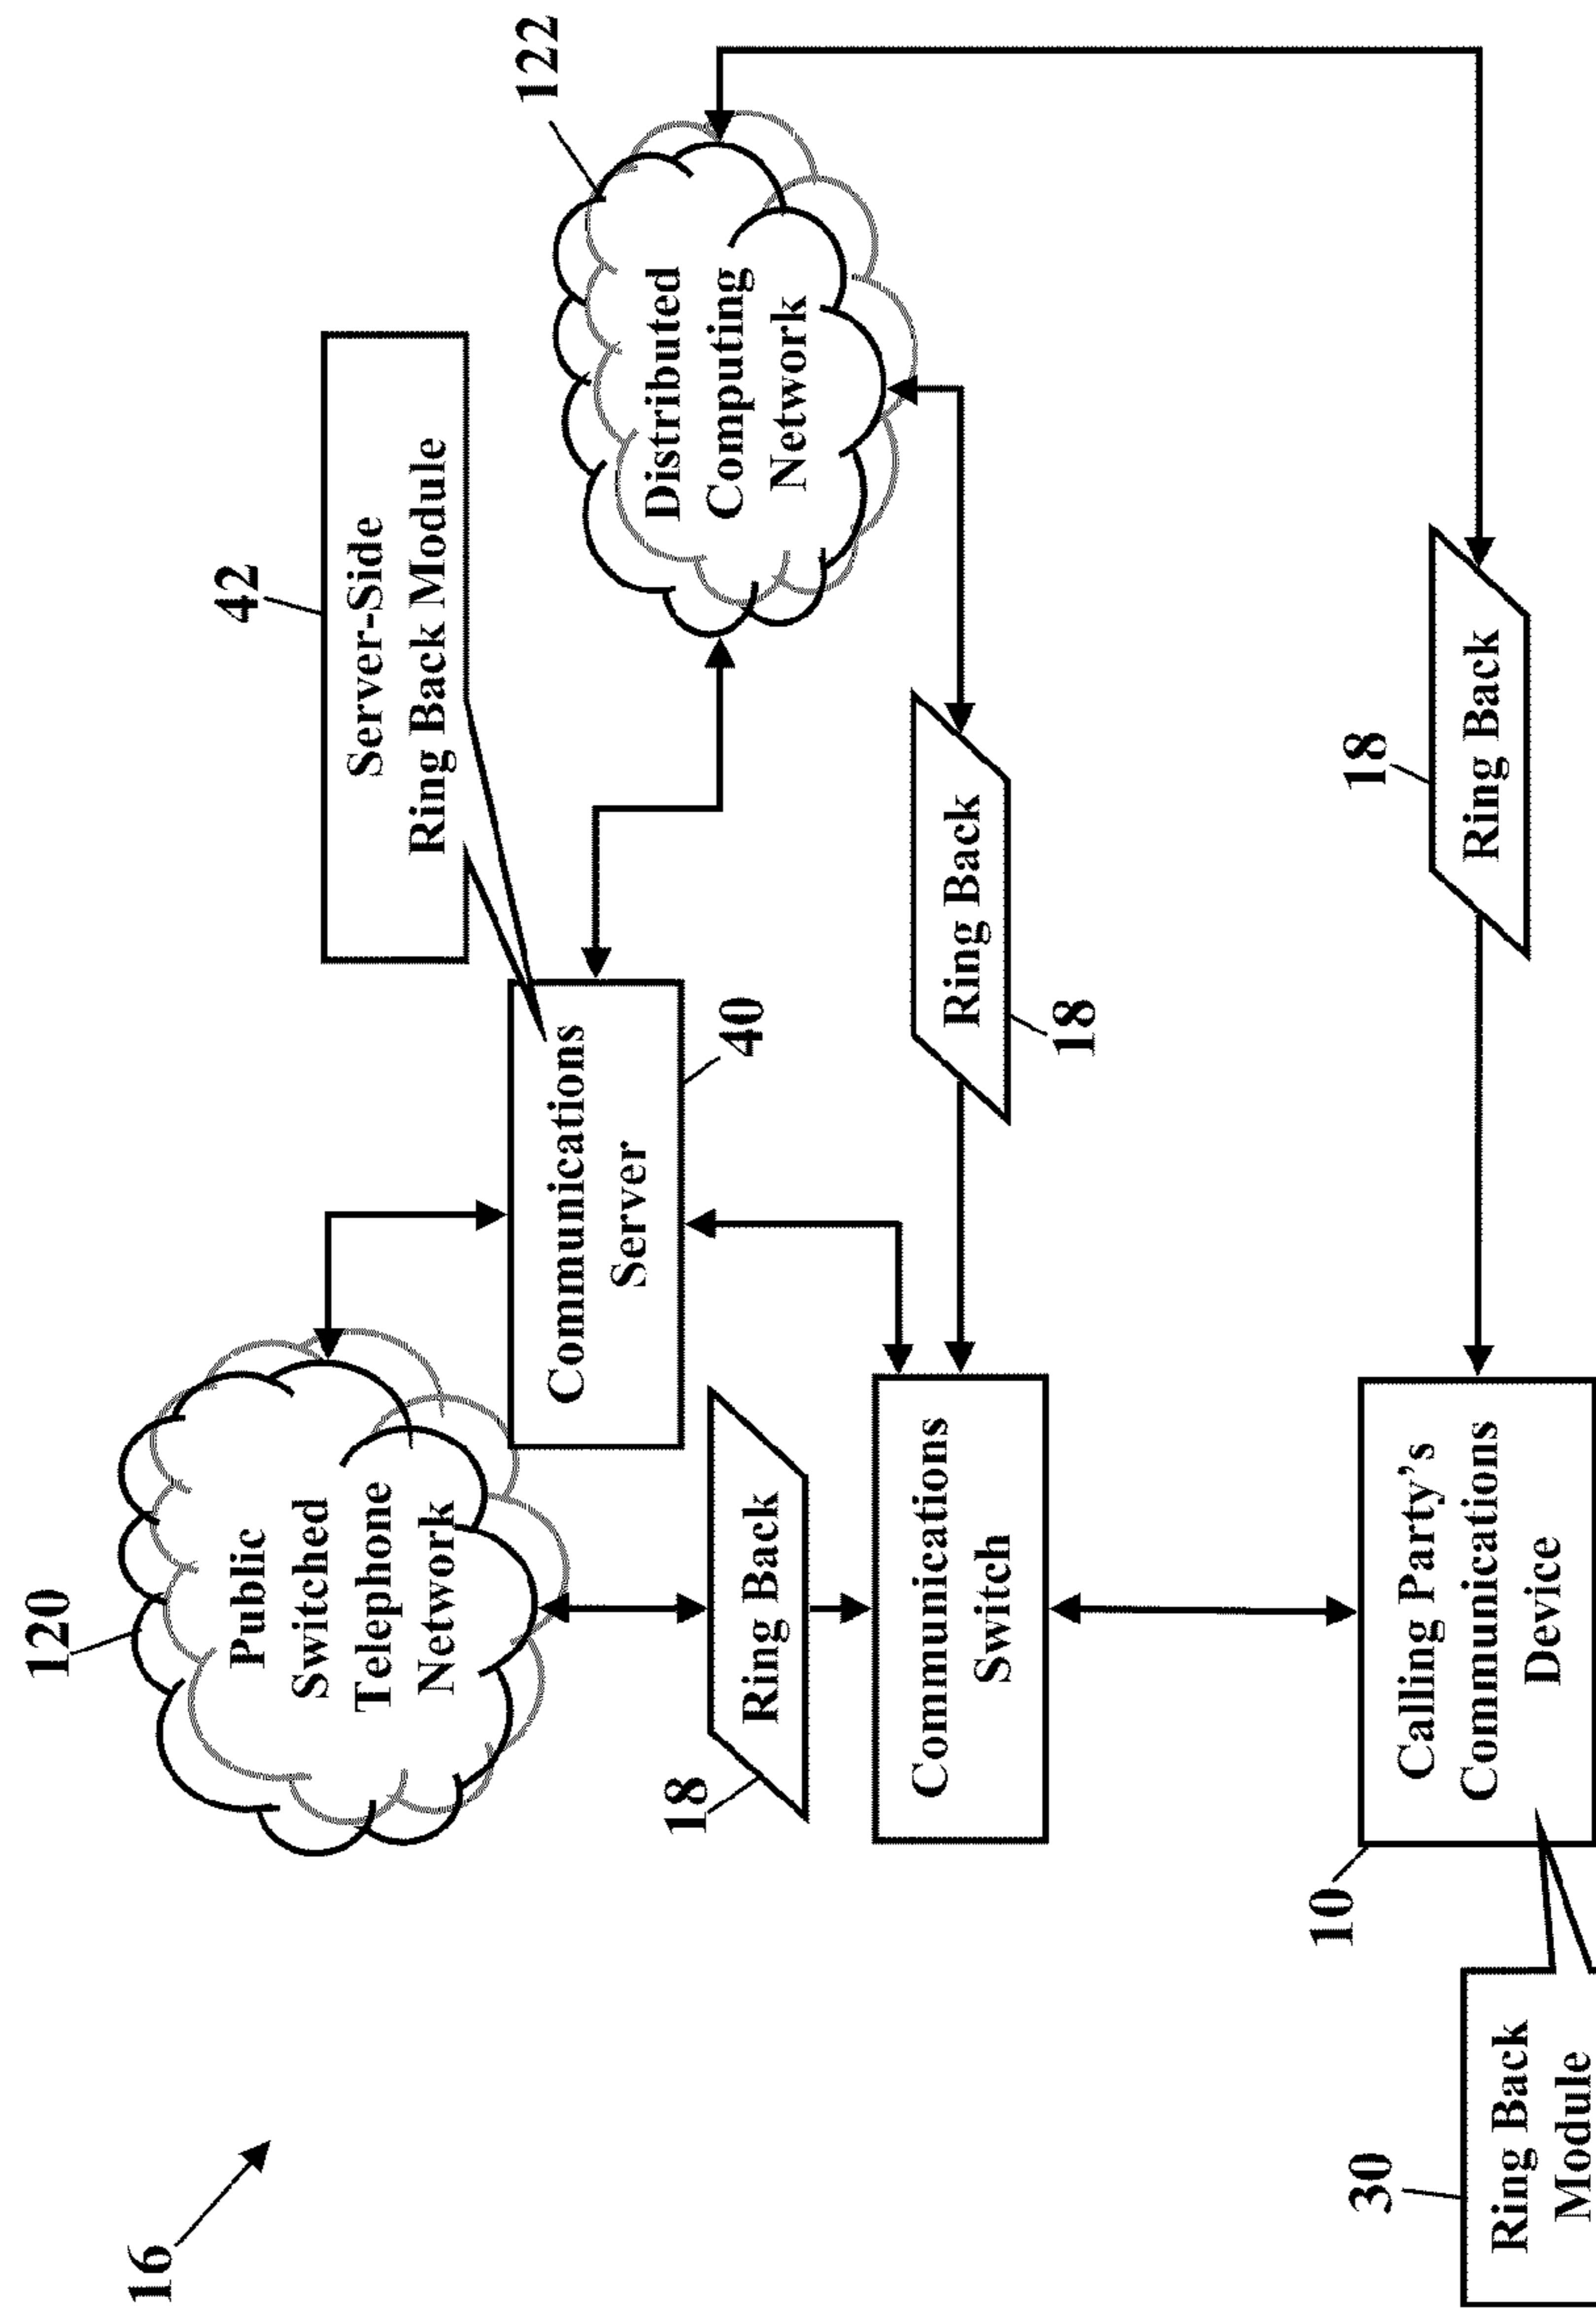 16
120
Public
Switched
Telephone
Network
42
Server-Side
Ring Back Module
122
Distributed
Computing
Network
Communications
Server
40
18
Ring Back
Ring Back
18
Communications
Switch
18
Ring Back
10
Calling Party's
Communications
Device
30
Ring Back
Module